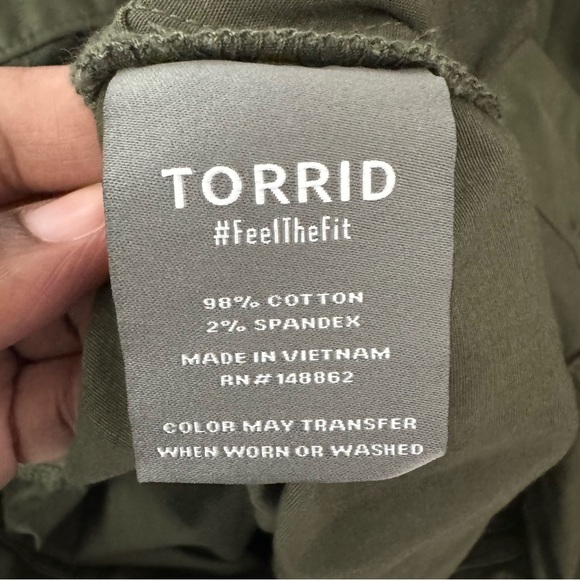 TORRID
#FeelTheFit
98% COTTON
2% SPANDEX
MADE IN VIETNAM
RN# 148862
COLOR MAY TRANSFER
WHEN WORN OR WASHED